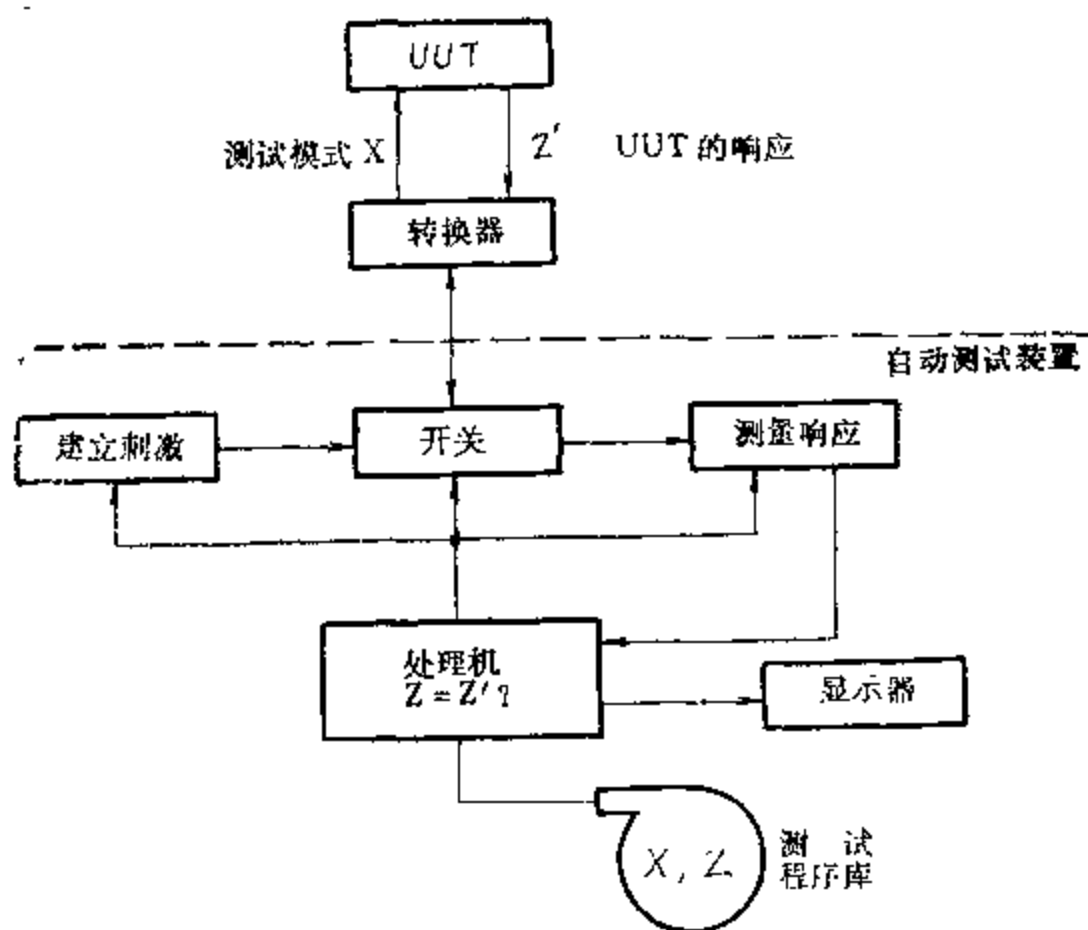 UUT
测试模式 X
Z′
UUT 的响应
转换器
自动测试装置
建立刺激
开关
测量响应
处理机
Z = Z′?
显示器
X, Z
测 试
程序库